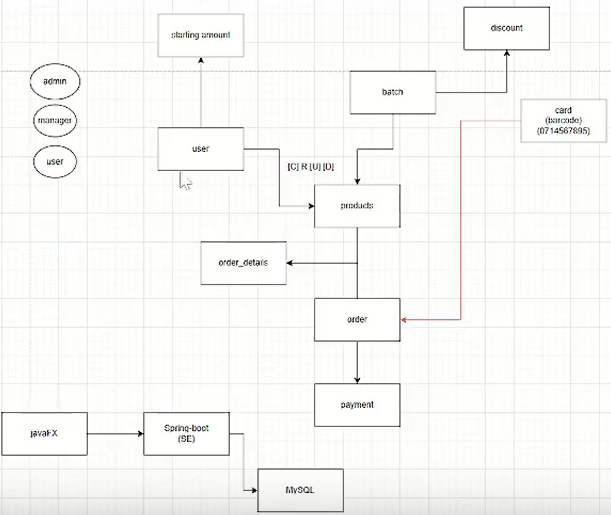 discount
starting amount
admin
batch
card
(barcode)
(0714567895)
manager
user
user
[C] R [U] [D]
products
order_details
order
payment
javaFX
Spring-boot
(SE)
MySQL